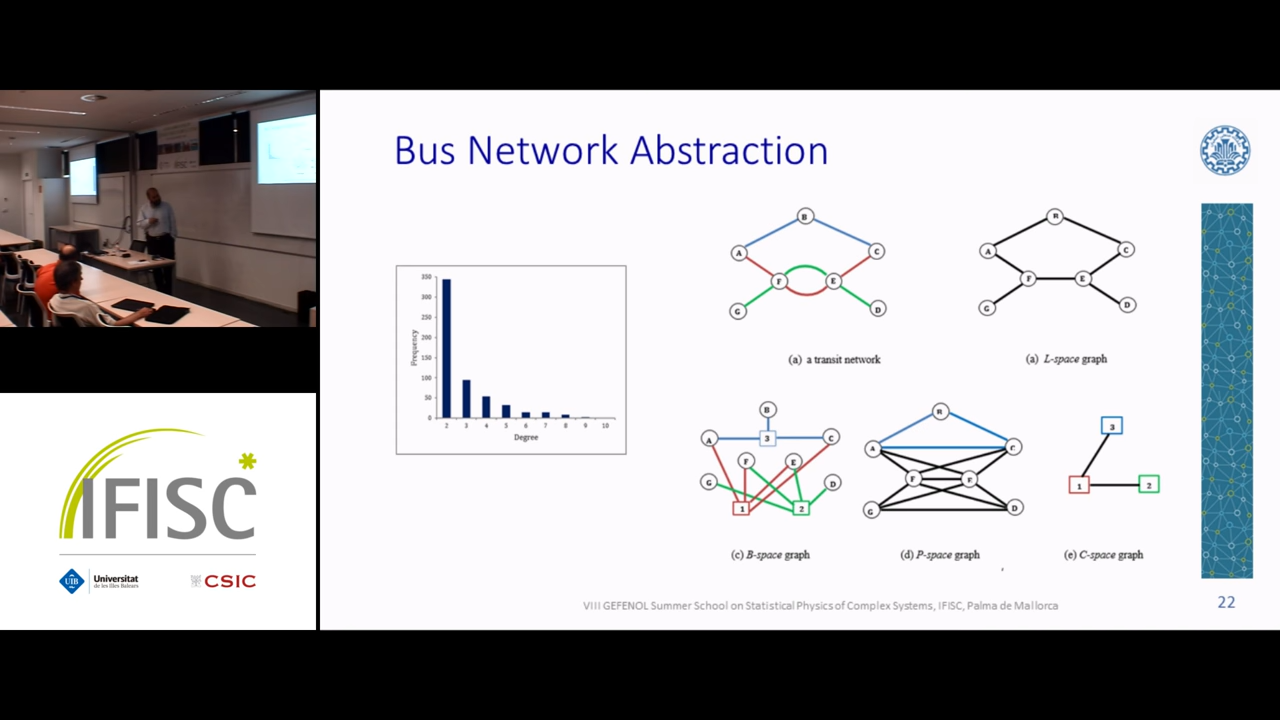 Bus Network Abstraction
350
300
250
200
150
100
50
0
Frequency
2 3 4 5 6 7 8 9 10
Degree
B
A
C
F
E
G
D
(a) a transit network
R
A
C
F
E
G
D
(a) L-space graph
B
A
3
C
F
E
G
D
1
2
(c) B-space graph
R
A
C
F
E
G
D
(d) P-space graph
3
1
2
(e) C-space graph
VIII GEFENOL Summer School on Statistical Physics of Complex Systems, IFISC, Palma de Mallorca
22
IFISC
UIB
Universitat
de les Illes Balears
CSIC